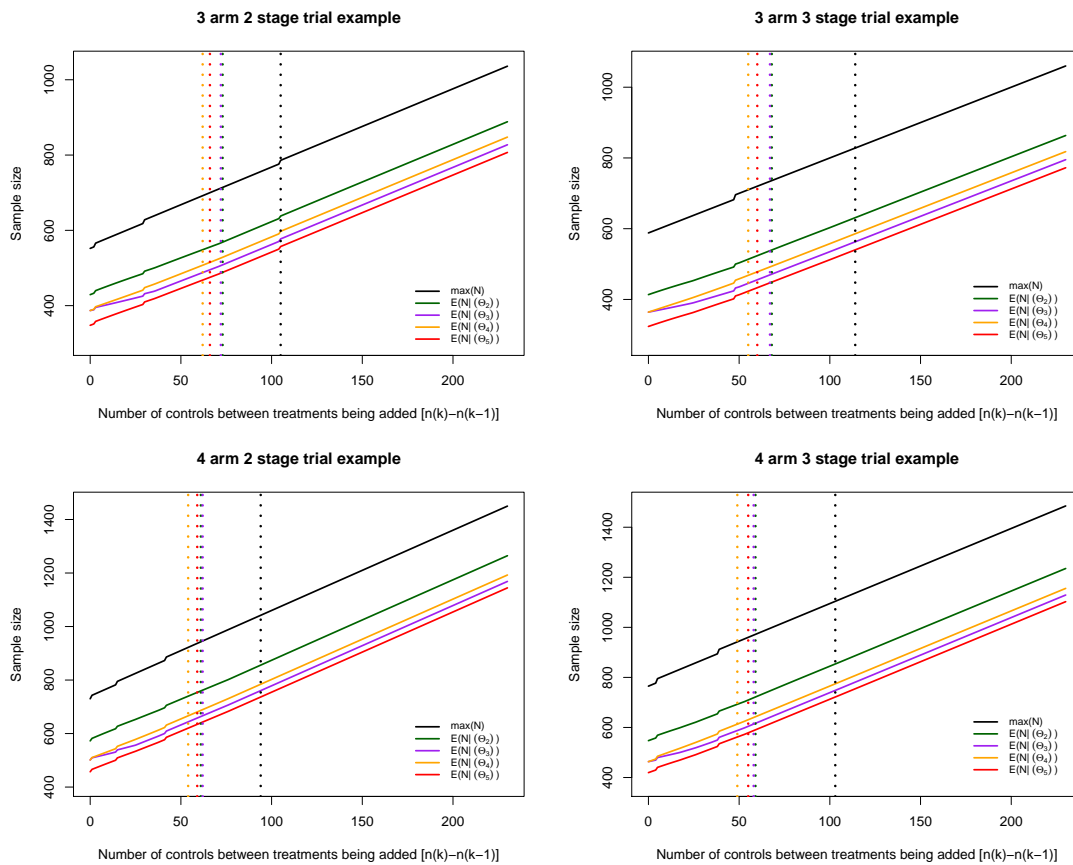 3 arm 2 stage trial example
Sample size
400
600
800
1000
0
50
100
150
200
max(N)
E(N| (Θ₂) )
E(N| (Θ₃) )
E(N| (Θ₄) )
E(N| (Θ₅) )
Number of controls between treatments being added [n(k)−n(k−1)]
3 arm 3 stage trial example
Sample size
400
600
800
1000
0
50
100
150
200
max(N)
E(N| (Θ₂) )
E(N| (Θ₃) )
E(N| (Θ₄) )
E(N| (Θ₅) )
Number of controls between treatments being added [n(k)−n(k−1)]
4 arm 2 stage trial example
Sample size
400
600
800
1000
1200
1400
0
50
100
150
200
max(N)
E(N| (Θ₂) )
E(N| (Θ₃) )
E(N| (Θ₄) )
E(N| (Θ₅) )
Number of controls between treatments being added [n(k)−n(k−1)]
4 arm 3 stage trial example
Sample size
400
600
800
1000
1200
1400
0
50
100
150
200
max(N)
E(N| (Θ₂) )
E(N| (Θ₃) )
E(N| (Θ₄) )
E(N| (Θ₅) )
Number of controls between treatments being added [n(k)−n(k−1)]